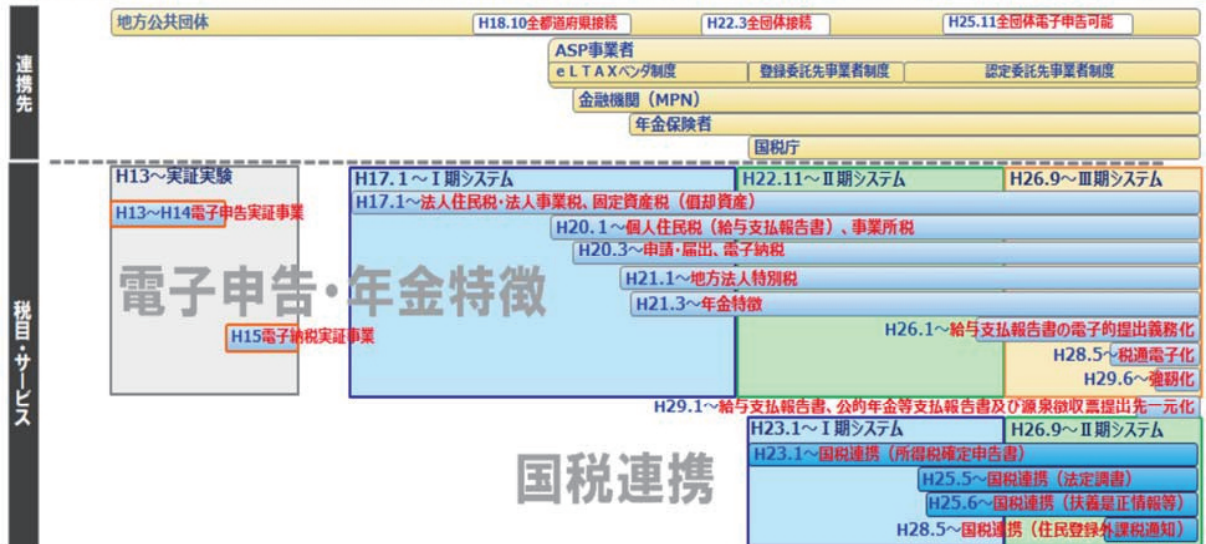 連携先
地方公共団体
H18.10全都道府県接続
H22.3全団体接続
H25.11全団体電子申告可能
ASP事業者
eLTAXベンダ制度
登録委託先事業者制度
認定委託先事業者制度
金融機関（MPN）
年金保険者
国税庁
税目・サービス
H13～実証実験
H17.1～Ⅰ期システム
H22.11～Ⅱ期システム
H26.9～Ⅲ期システム
H13～H14電子申告実証事業
H17.1～法人住民税・法人事業税、固定資産税（償却資産）
H20.1～個人住民税（給与支払報告書）、事業所税
H20.3～申請・届出、電子納税
電子申告・年金特徴
H21.1～地方法人特別税
H21.3～年金特徴
H15電子納税実証事業
H26.1～給与支払報告書の電子的提出義務化
H28.5～税通電子化
H29.6～強靭化
H29.1～給与支払報告書、公的年金等支払報告書及び源泉徴収票提出先一元化
国税連携
H23.1～Ⅰ期システム
H26.9～Ⅱ期システム
H23.1～国税連携（所得税確定申告書）
H25.5～国税連携（法定調書）
H25.6～国税連携（扶養是正情報等）
H28.5～国税連携（住民登録外課税通知）